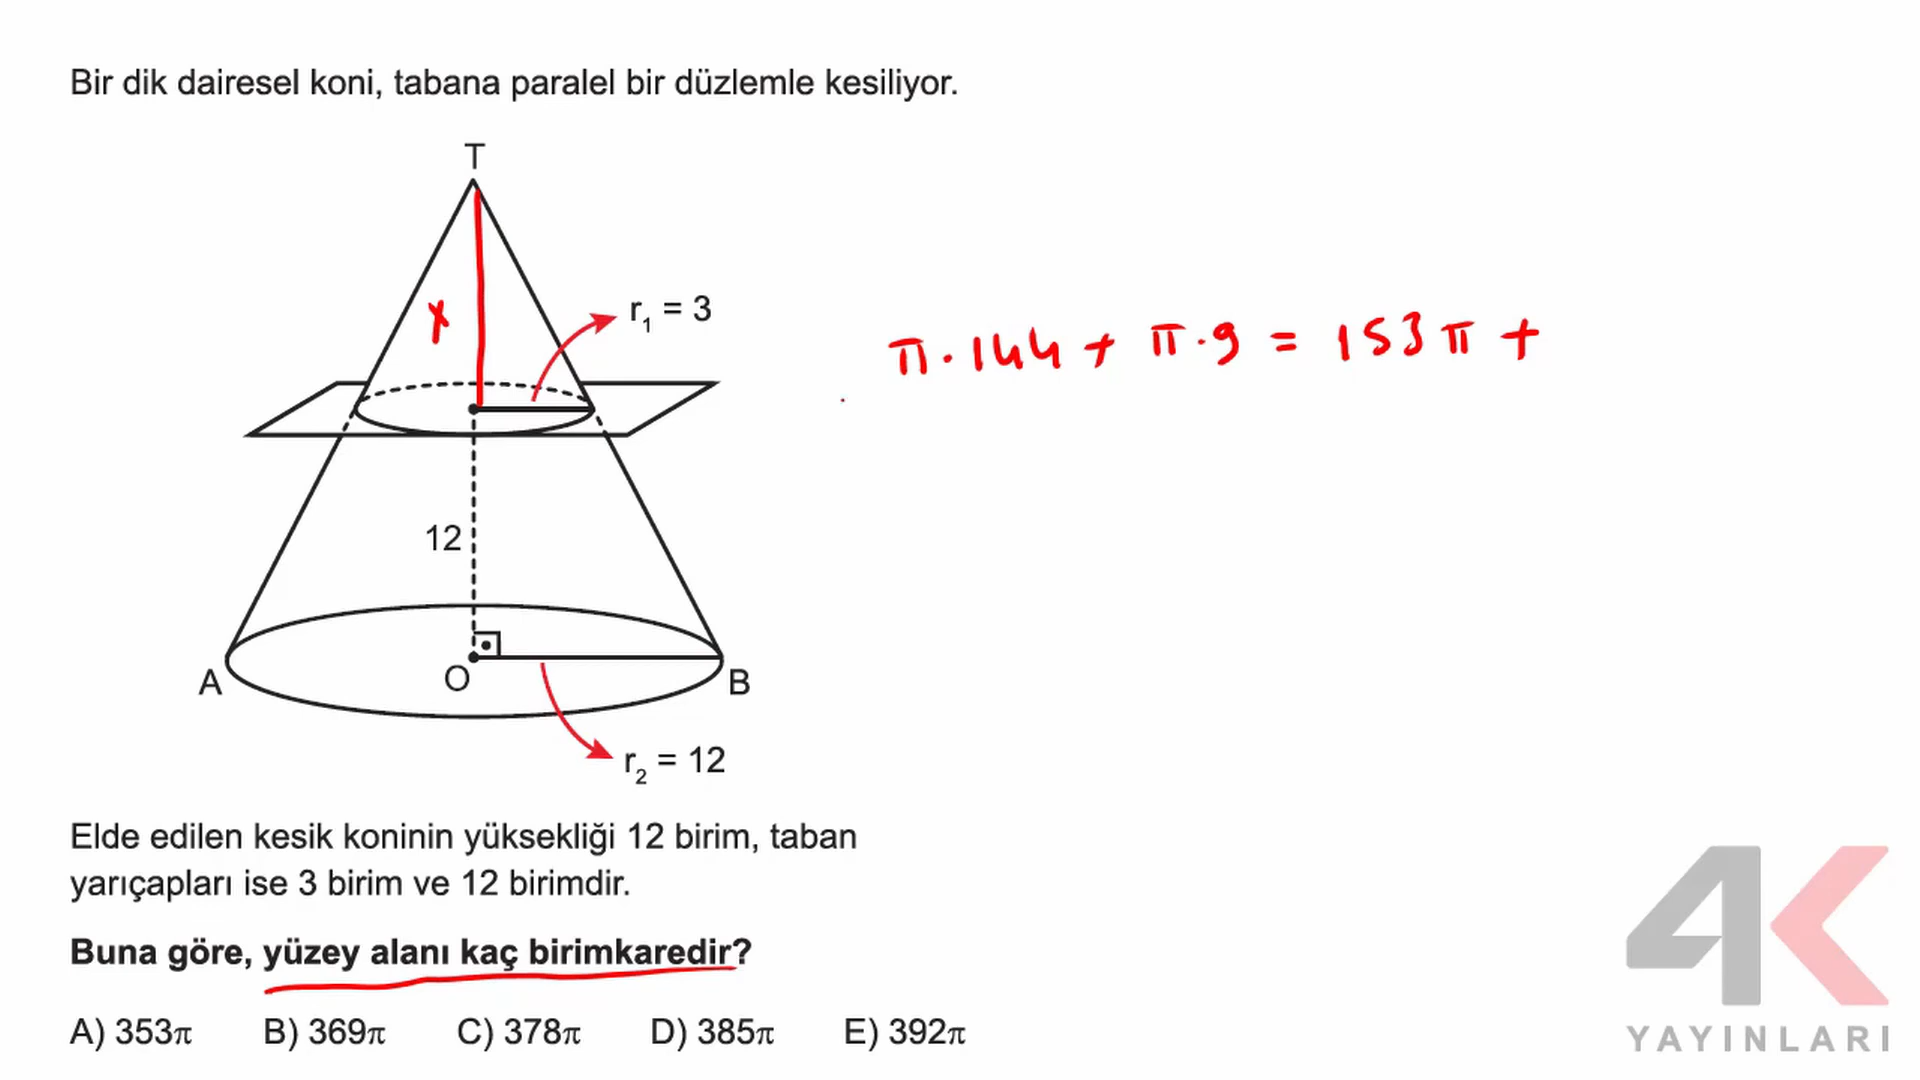 Bir dik dairesel koni, tabana paralel bir düzlemle kesiliyor.
T
x
r₁ = 3
π·144 + π·9 = 153π +
12
O
A
B
r₂ = 12
Elde edilen kesik koninin yüksekliği 12 birim, taban
yarıçapları ise 3 birim ve 12 birimdir.
Buna göre, yüzey alanı kaç birimkaredir?
A) 353π B) 369π C) 378π D) 385π E) 392π
4K
YAYINLARI